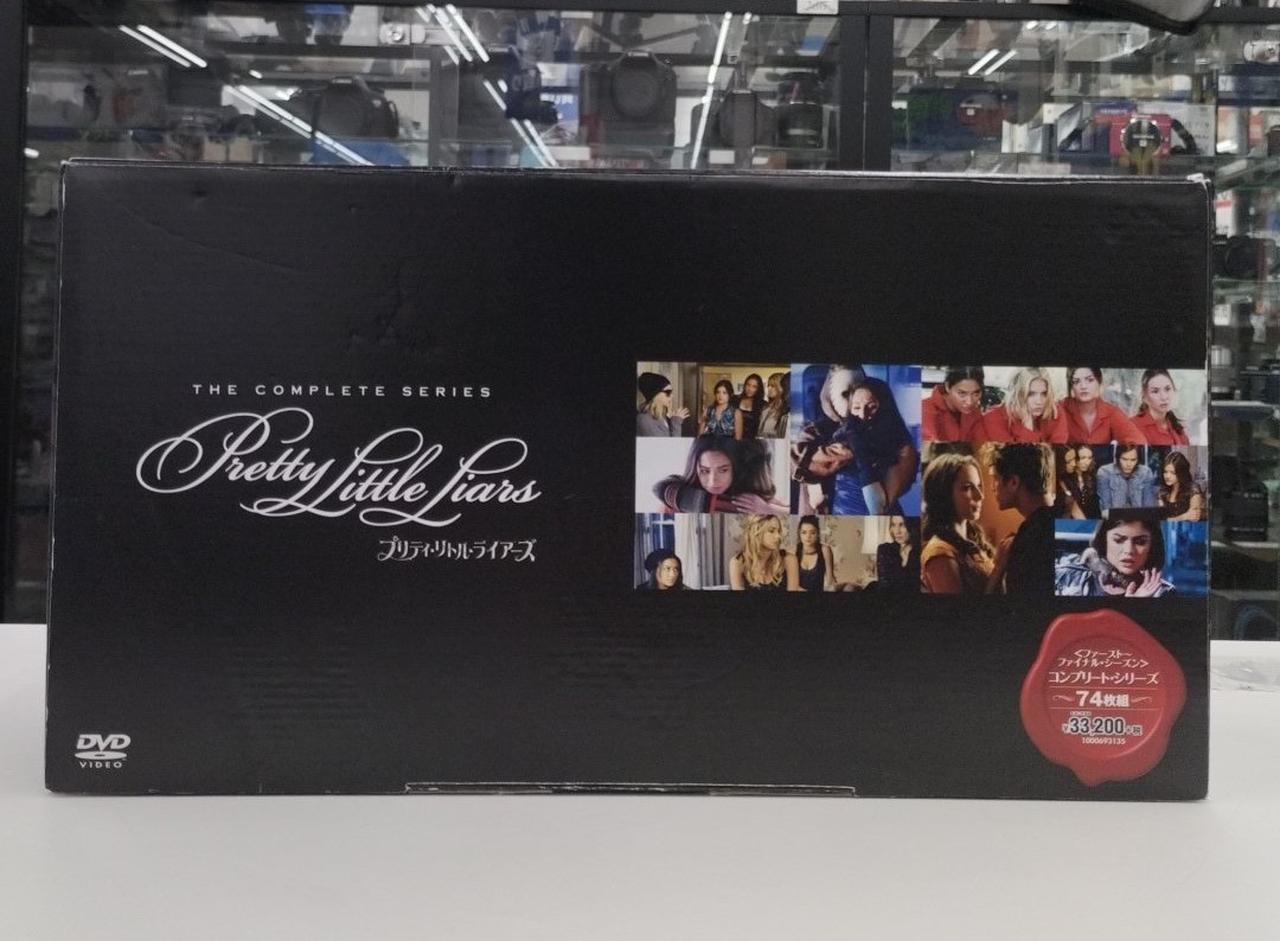 THE COMPLETE SERIES
Pretty Little Liars
プリティ・リトル・ライアーズ
<ファースト〜
ファイナル・シーズン>
コンプリート・シリーズ
74枚組
¥33,200+税
1000693135
DVD
VIDEO